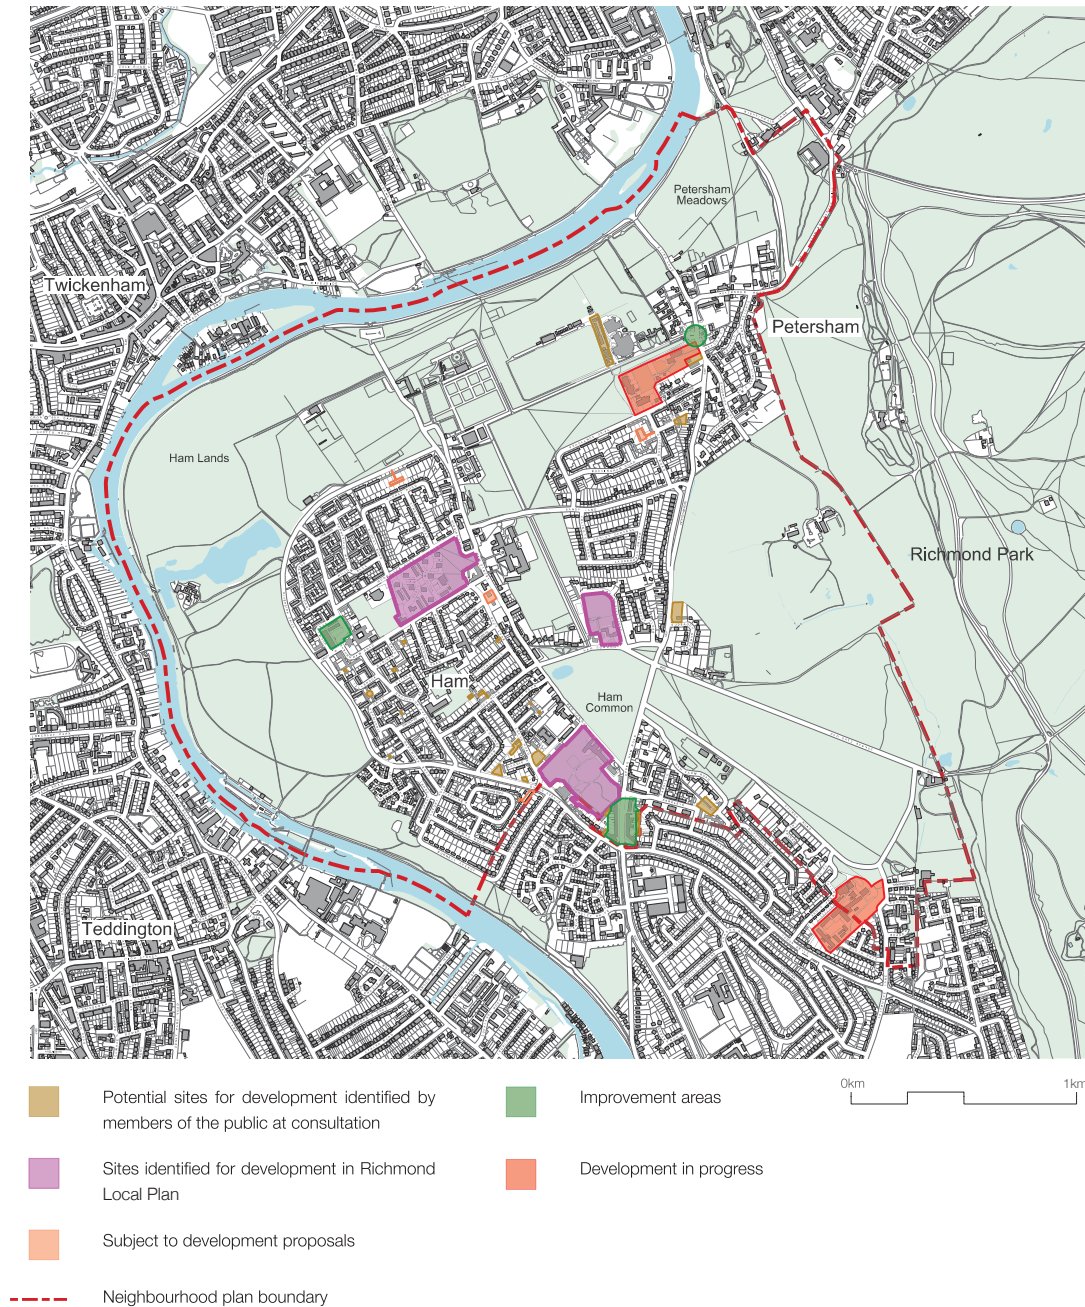 Petersham
Meadows
Twickenham
Petersham
Ham Lands
Richmond Park
Ham
Ham
Common
Teddington
0km
1km
Potential sites for development identified by
members of the public at consultation
Improvement areas
Sites identified for development in Richmond
Local Plan
Development in progress
Subject to development proposals
Neighbourhood plan boundary